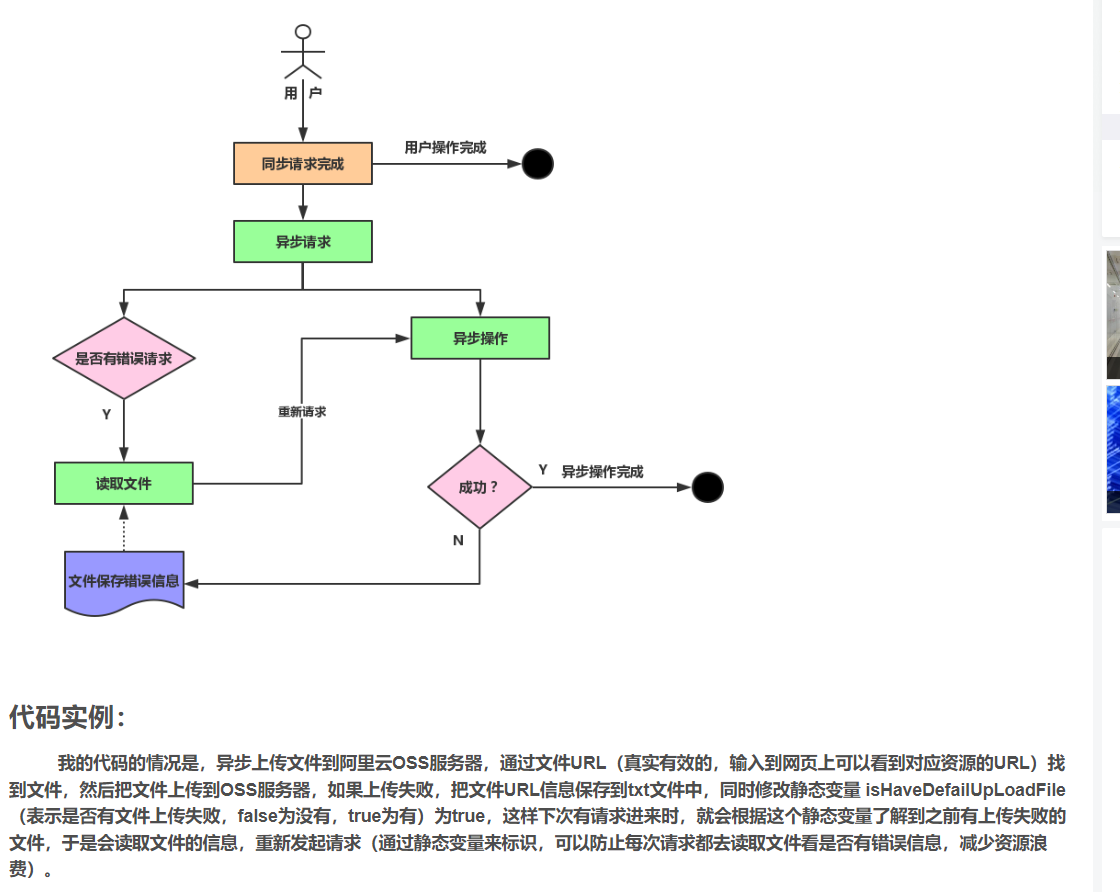 用 户
同步请求完成
用户操作完成
异步请求
是否有错误请求
异步操作
重新请求
Y
读取文件
成功？
Y 异步操作完成
N
文件保存错误信息
代码实例：
我的代码的情况是，异步上传文件到阿里云OSS服务器，通过文件URL（真实有效的，输入到网页上可以看到对应资源的URL）找
到文件，然后把文件上传到OSS服务器，如果上传失败，把文件URL信息保存到txt文件中，同时修改静态变量 isHaveDefailUpLoadFile
（表示是否有文件上传失败，false为没有，true为有）为true，这样下次有请求进来时，就会根据这个静态变量了解到之前有上传失败的
文件，于是会读取文件的信息，重新发起请求（通过静态变量来标识，可以防止每次请求都去读取文件看是否有错误信息，减少资源浪
费）。